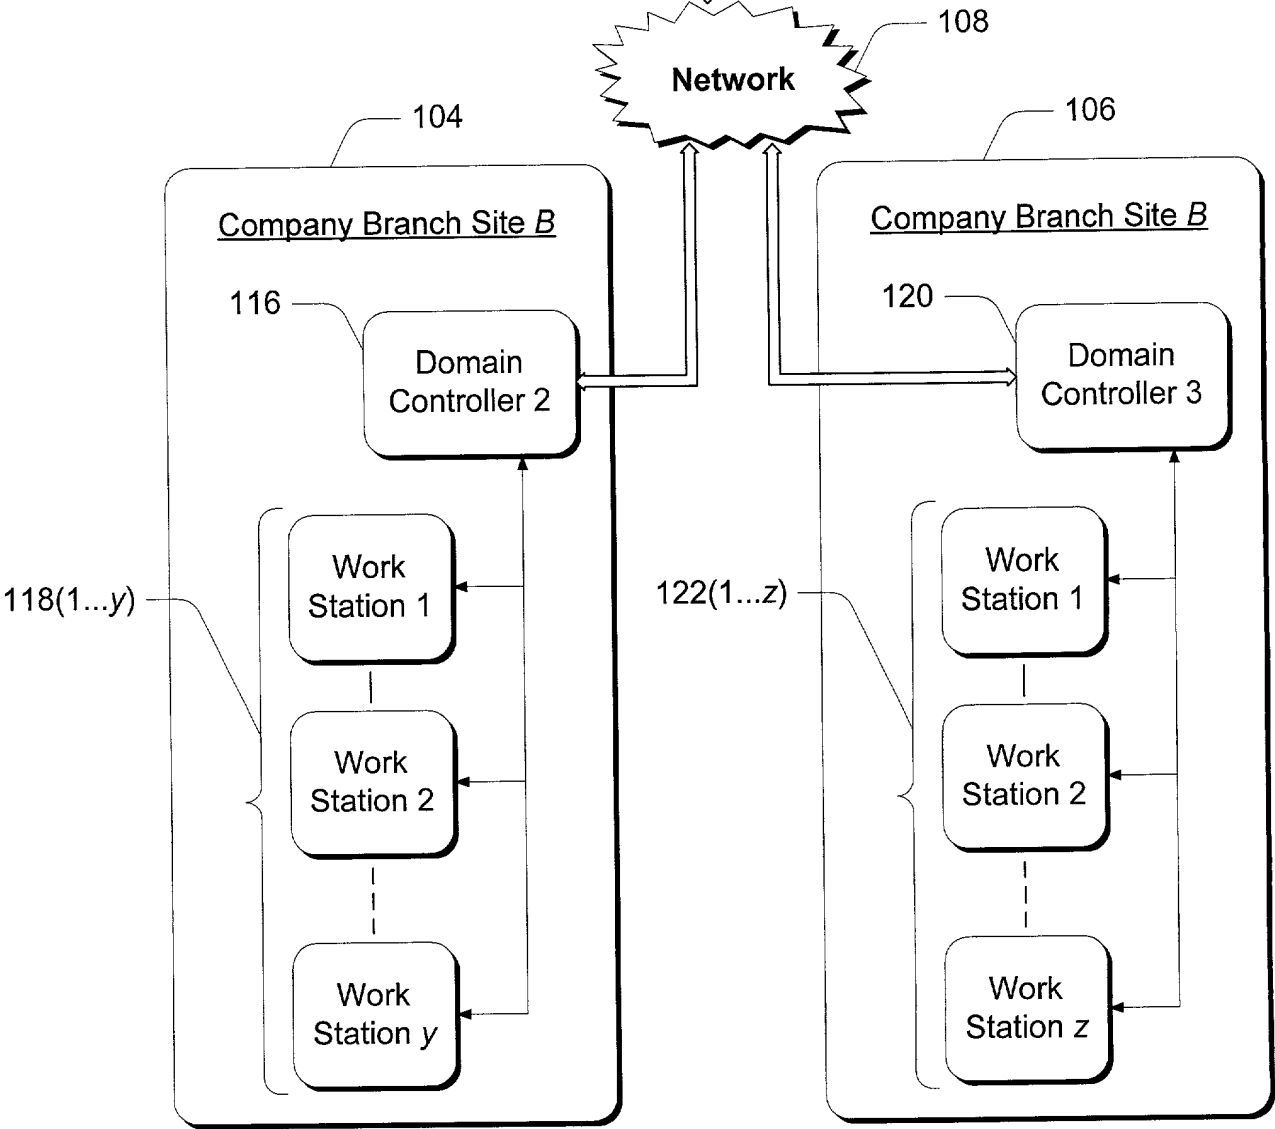 108
Network
104
106
Company Branch Site B
Company Branch Site B
116
120
Domain
Controller 2
Domain
Controller 3
Work
Station 1
Work
Station 1
118(1...y)
122(1...z)
Work
Station 2
Work
Station 2
Work
Station y
Work
Station z